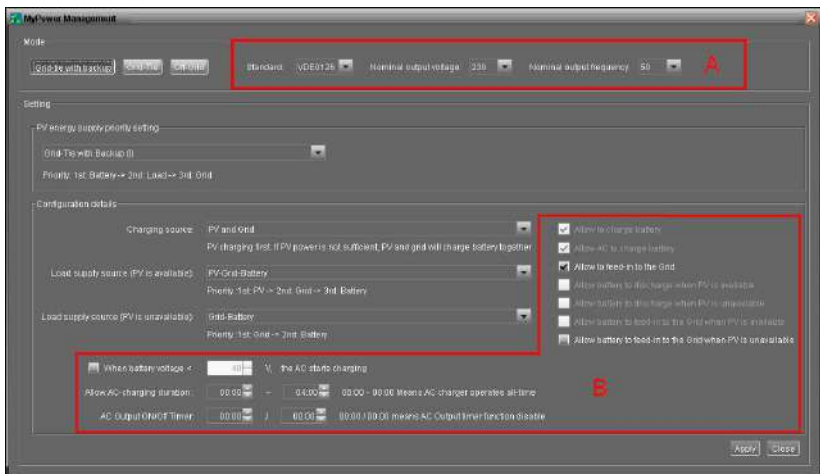 MyPower Management
Mode
Grid-tie with backup Grid-Tie Off-Grid Standard: VDE0126 Nominal output voltage 230 Nominal output frequency 50 A
Setting
PV energy supply priority setting
Grid-Tie with Backup (I)
Priority: 1st: Battery-> 2nd: Load-> 3rd: Grid
Configuration details
Charging source: PV and Grid
PV charging first. If PV power is not sufficient, PV and grid will charge battery together.
Load supply source (PV is available): PV-Grid-Battery
Priority: 1st: PV -> 2nd: Grid -> 3rd: Battery
Load supply source (PV is unavailable): Grid-Battery
Priority: 1st: Grid -> 2nd: Battery
Allow to charge battery
Allow AC to charge battery
Allow to feed-in to the Grid
Allow battery to discharge when PV is available
Allow battery to discharge when PV is unavailable
Allow battery to feed-in to the Grid when PV is available
Allow battery to feed-in to the Grid when PV is unavailable
When battery voltage < V, the AC starts charging
Allow AC-charging duration: 00:00 ~ 04:00 00:00 - 00:00 Means AC charger operates all-time
AC Output ON/Off Timer: 00:00 / 00:00 00:00 / 00:00 means AC Output timer function disable
B
Apply Close